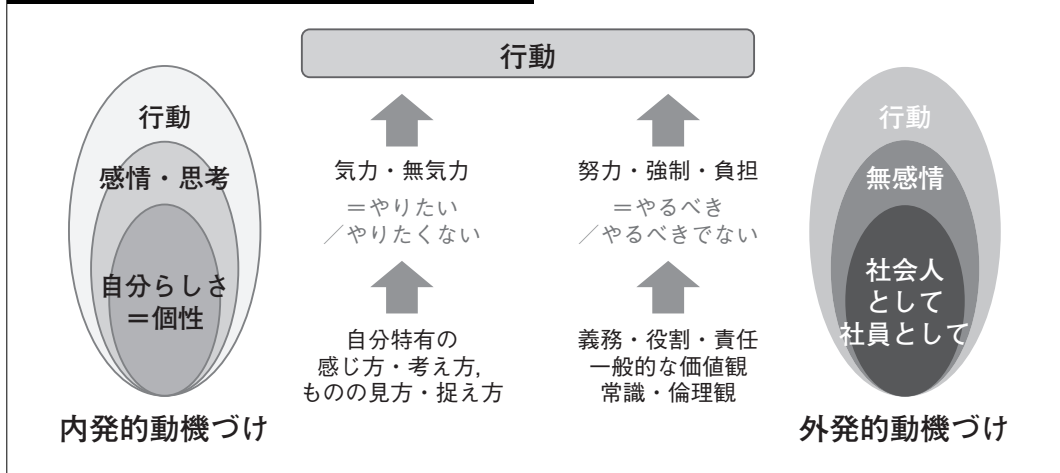 行動
行動
感情・思考
自分らしさ
＝個性
内発的動機づけ
気力・無気力
＝やりたい
／やりたくない
自分特有の
感じ方・考え方,
ものの見方・捉え方
努力・強制・負担
＝やるべき
／やるべきでない
義務・役割・責任
一般的な価値観
常識・倫理観
行動
無感情
社会人
として
社員として
外発的動機づけ